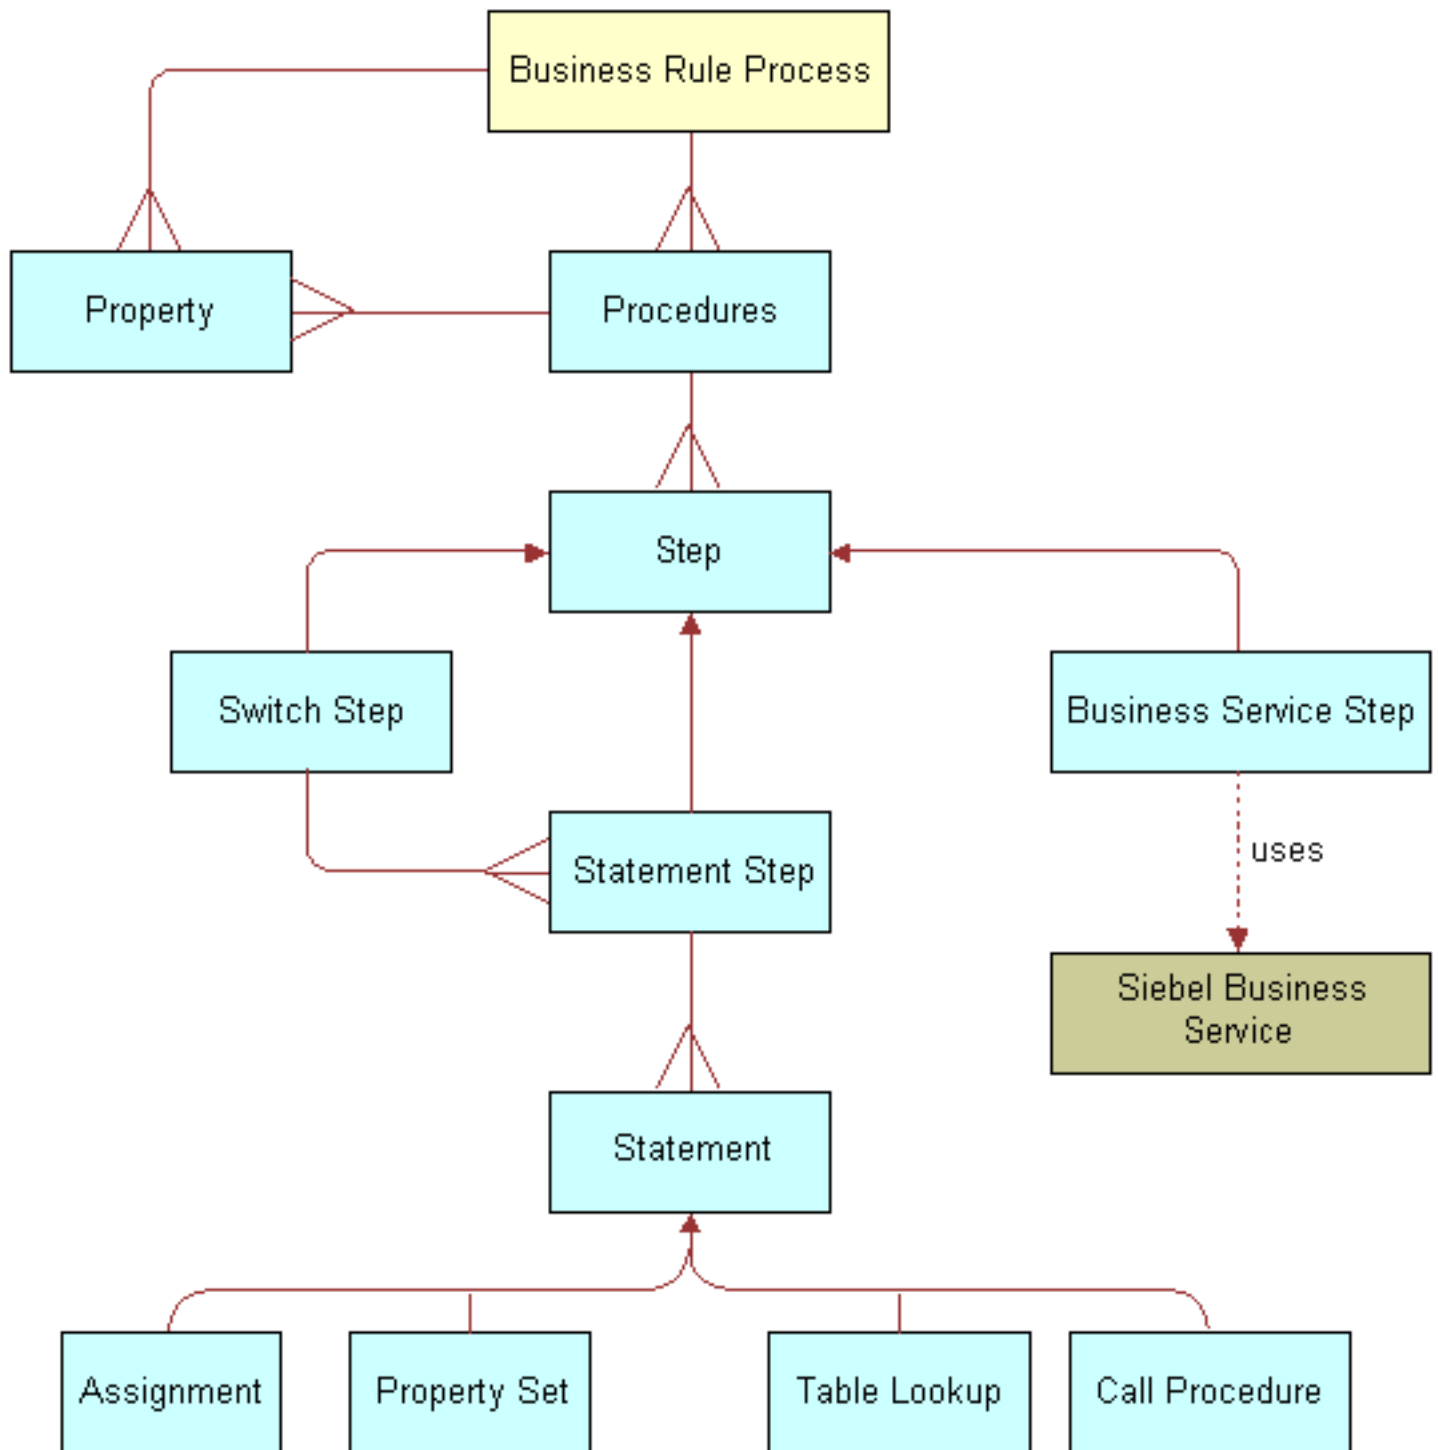 Business Rule Process
Property
Procedures
Step
Switch Step
Business Service Step
Statement Step
uses
Siebel Business
Service
Statement
Assignment
Property Set
Table Lookup
Call Procedure